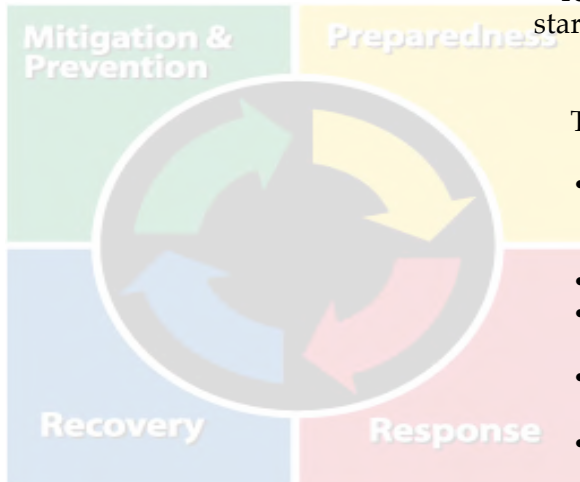 star
Mitigation &
Prevention
Preparedness
T
•
•
•
•
•
Recovery
Response